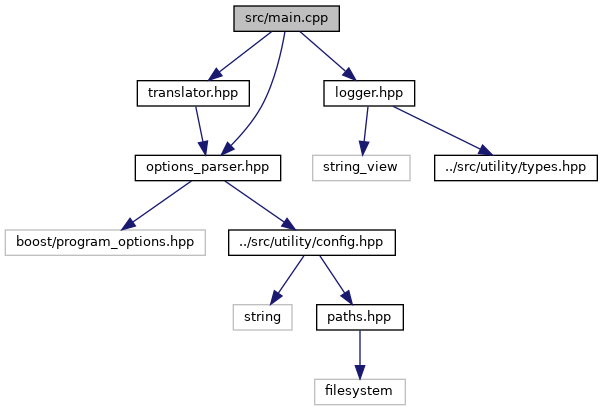 src/main.cpp
translator.hpp
logger.hpp
options_parser.hpp
string_view
../src/utility/types.hpp
boost/program_options.hpp
../src/utility/config.hpp
string
paths.hpp
filesystem